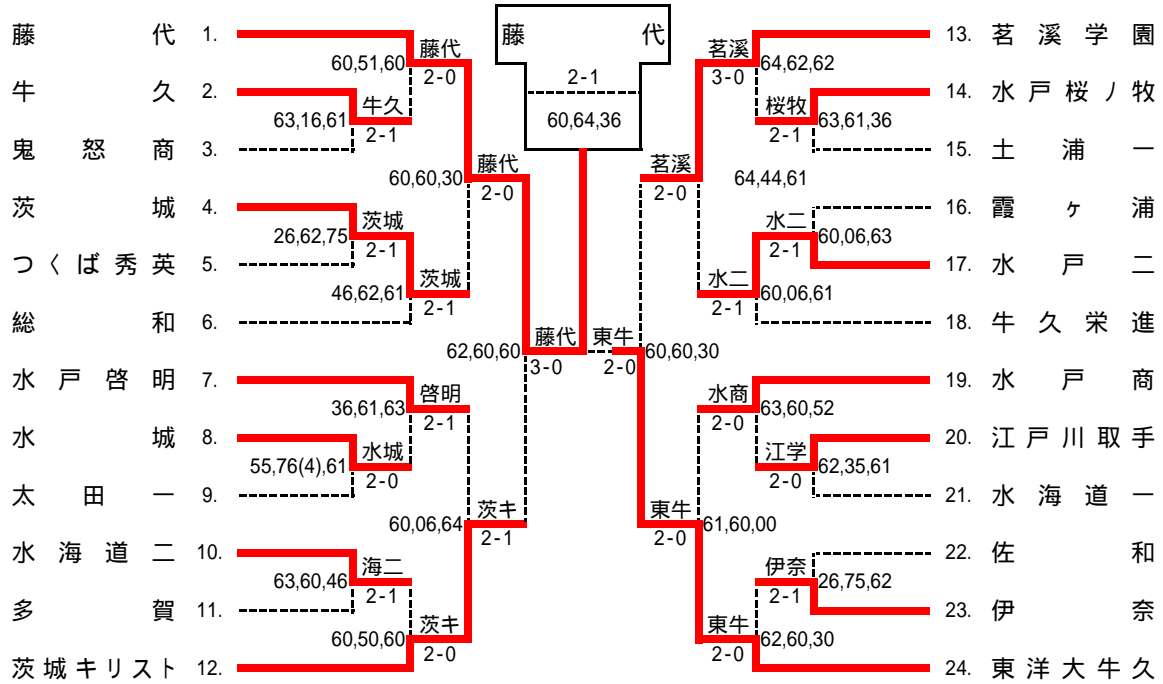 藤代
2-1
60,64,36
藤代 1.
藤代
60,51,60
2-0
牛久 2.
牛久
63,16,61
2-1
鬼怒商 3.
藤代
60,60,30
2-0
茨城 4.
茨城
26,62,75
2-1
つくば秀英 5.
茨城
46,62,61
2-1
総和 6.
藤代
62,60,60
3-0
水戸啓明 7.
啓明
36,61,63
2-1
水城 8.
水城
55,76(4),61
2-0
太田一 9.
茨キ
60,06,64
2-1
水海道二 10.
海二
63,60,46
2-1
多賀 11.
茨キ
60,50,60
2-0
茨城キリスト 12.
13. 茗溪学園
茗溪
64,62,62
3-0
14. 水戸桜ノ牧
桜牧
63,61,36
2-1
15. 土浦一
茗溪
64,44,61
2-0
16. 霞ヶ浦
水二
60,06,63
2-1
17. 水戸二
水二
60,06,61
2-1
18. 牛久栄進
東牛
60,60,30
2-0
19. 水戸商
水商
63,60,52
2-0
20. 江戸川取手
江学
62,35,61
2-0
21. 水海道一
東牛
61,60,00
2-0
22. 佐和
伊奈
26,75,62
2-1
23. 伊奈
東牛
62,60,30
2-0
24. 東洋大牛久